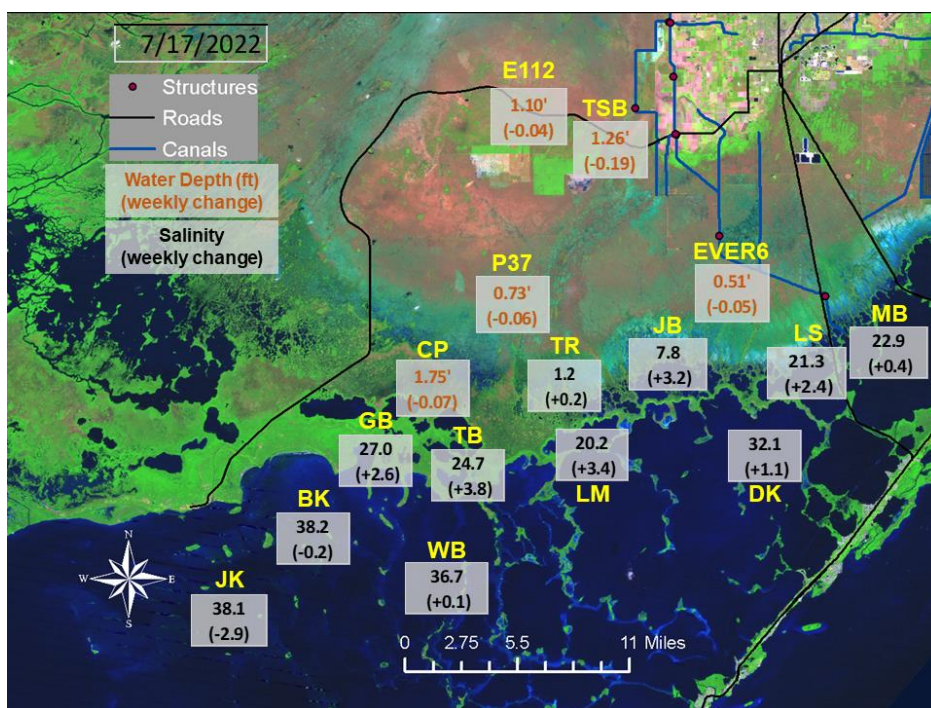 7/17/2022
Structures
Roads
Canals
Water Depth (ft)
(weekly change)
Salinity
(weekly change)
E112
1.10'
(-0.04)
TSB
1.26'
(-0.19)
P37
0.73'
(-0.06)
EVER6
0.51'
(-0.05)
CP
1.75'
(-0.07)
TR
1.2
(+0.2)
JB
7.8
(+3.2)
LS
21.3
(+2.4)
MB
22.9
(+0.4)
GB
27.0
(+2.6)
TB
24.7
(+3.8)
20.2
(+3.4)
LM
32.1
(+1.1)
DK
BK
38.2
(-0.2)
WB
36.7
(+0.1)
JK
38.1
(-2.9)
N
W E
S
0 2.75 5.5 11 Miles